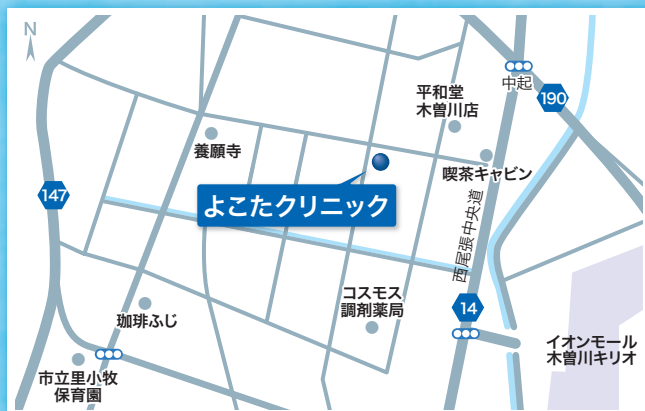 N
中起
190
平和堂
木曽川店
養願寺
喫茶キャビン
147
よこたクリニック
西尾張中央道
14
コスモス
調剤薬局
珈琲ふじ
イオンモール
木曽川キリオ
市立里小牧
保育園